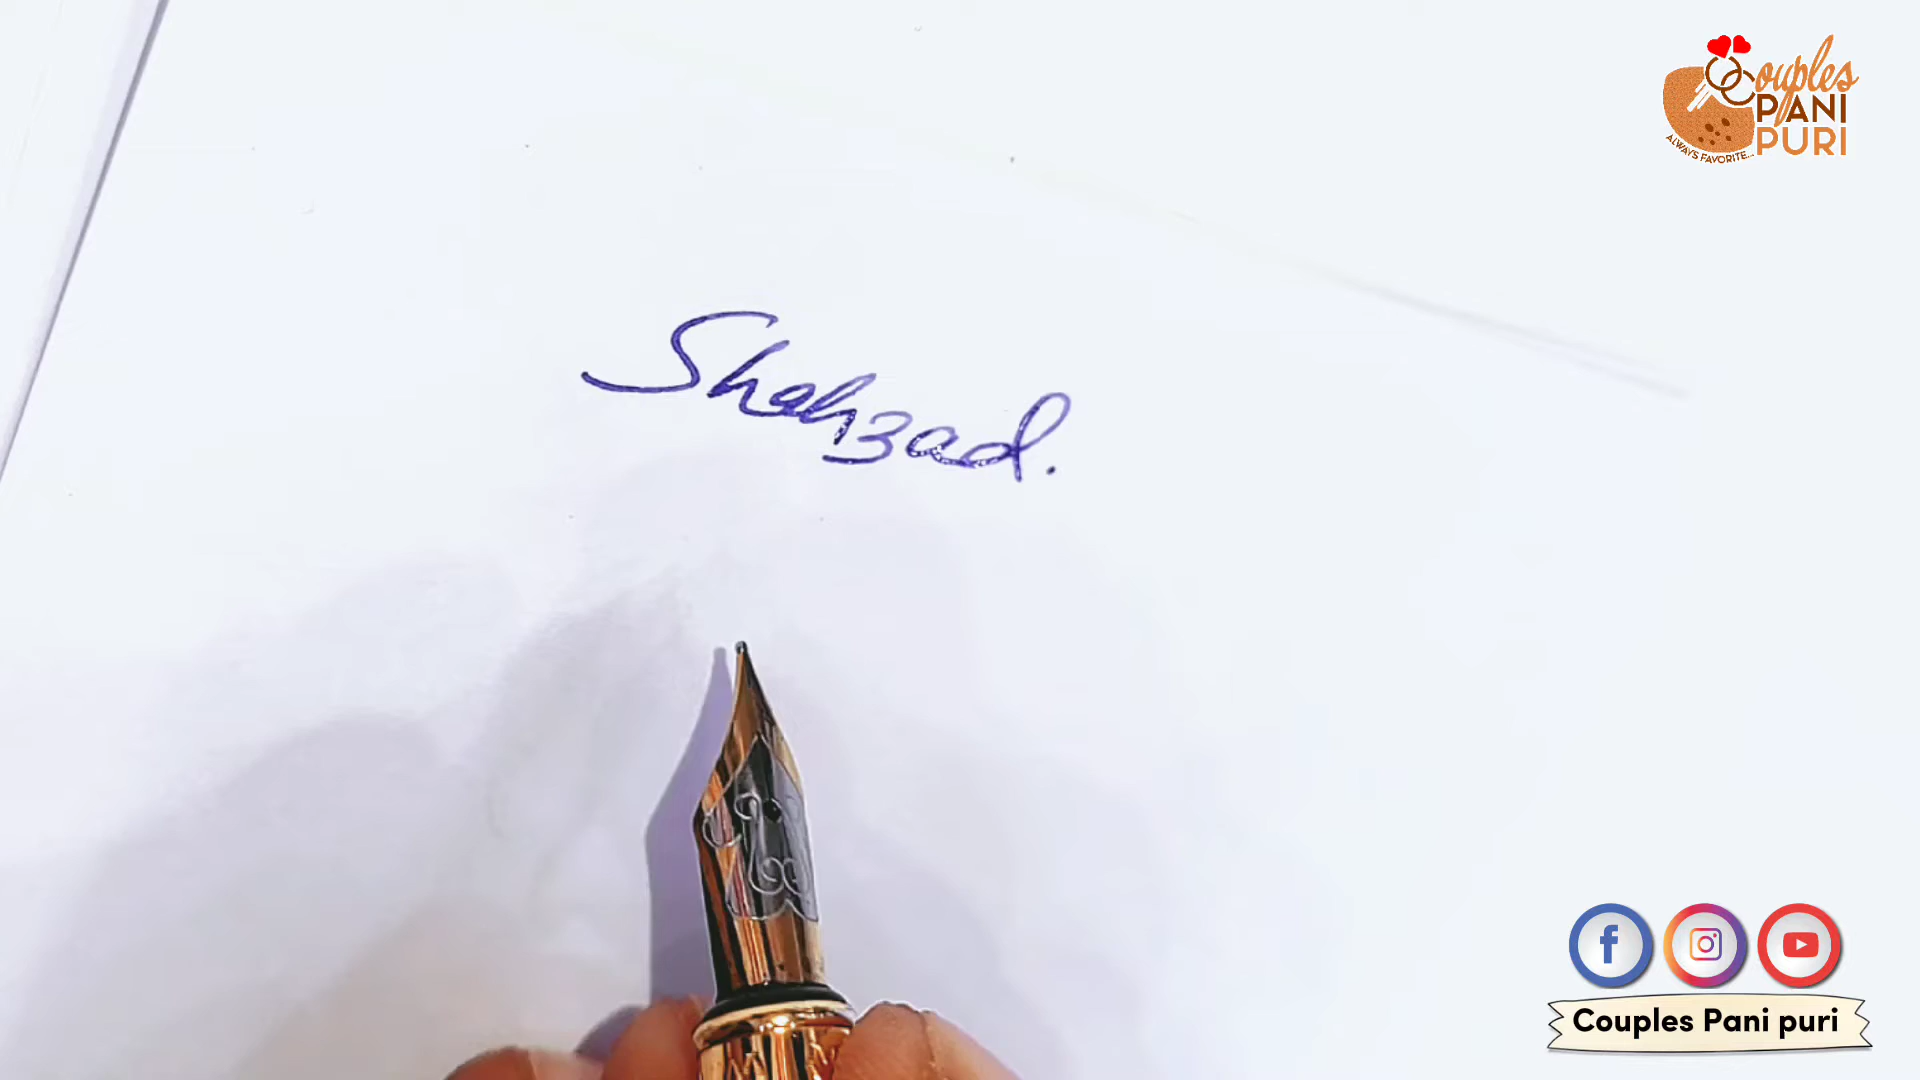 Couples
PANI
PURI
ALWAYS FAVORITE...
Shahzad.
Couples Pani puri